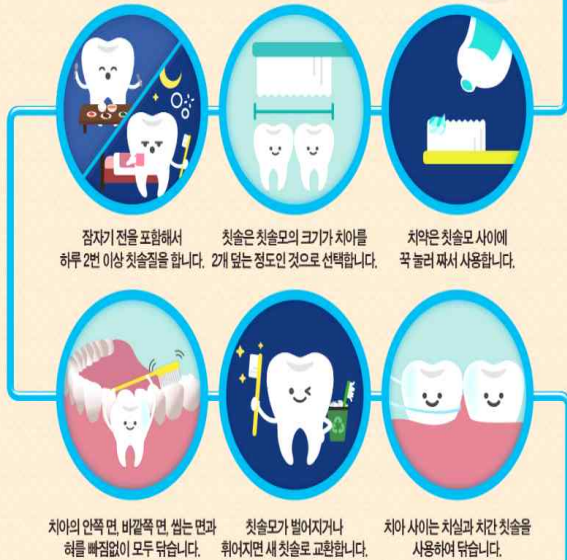 잠자기 전을 포함해서
하루 2번 이상 칫솔질을 합니다.
칫솔은 칫솔모의 크기가 치아를
2개 덮는 정도인 것으로 선택합니다.
치약은 칫솔모 사이에
꾹 눌러 짜서 사용합니다.
치아의 안쪽 면, 바깥쪽 면, 씹는 면과
혀를 빠짐없이 모두 닦습니다.
칫솔모가 벌어지거나
휘어지면 새 칫솔로 교환합니다.
치아 사이는 치실과 치간 칫솔을
사용하여 닦습니다.